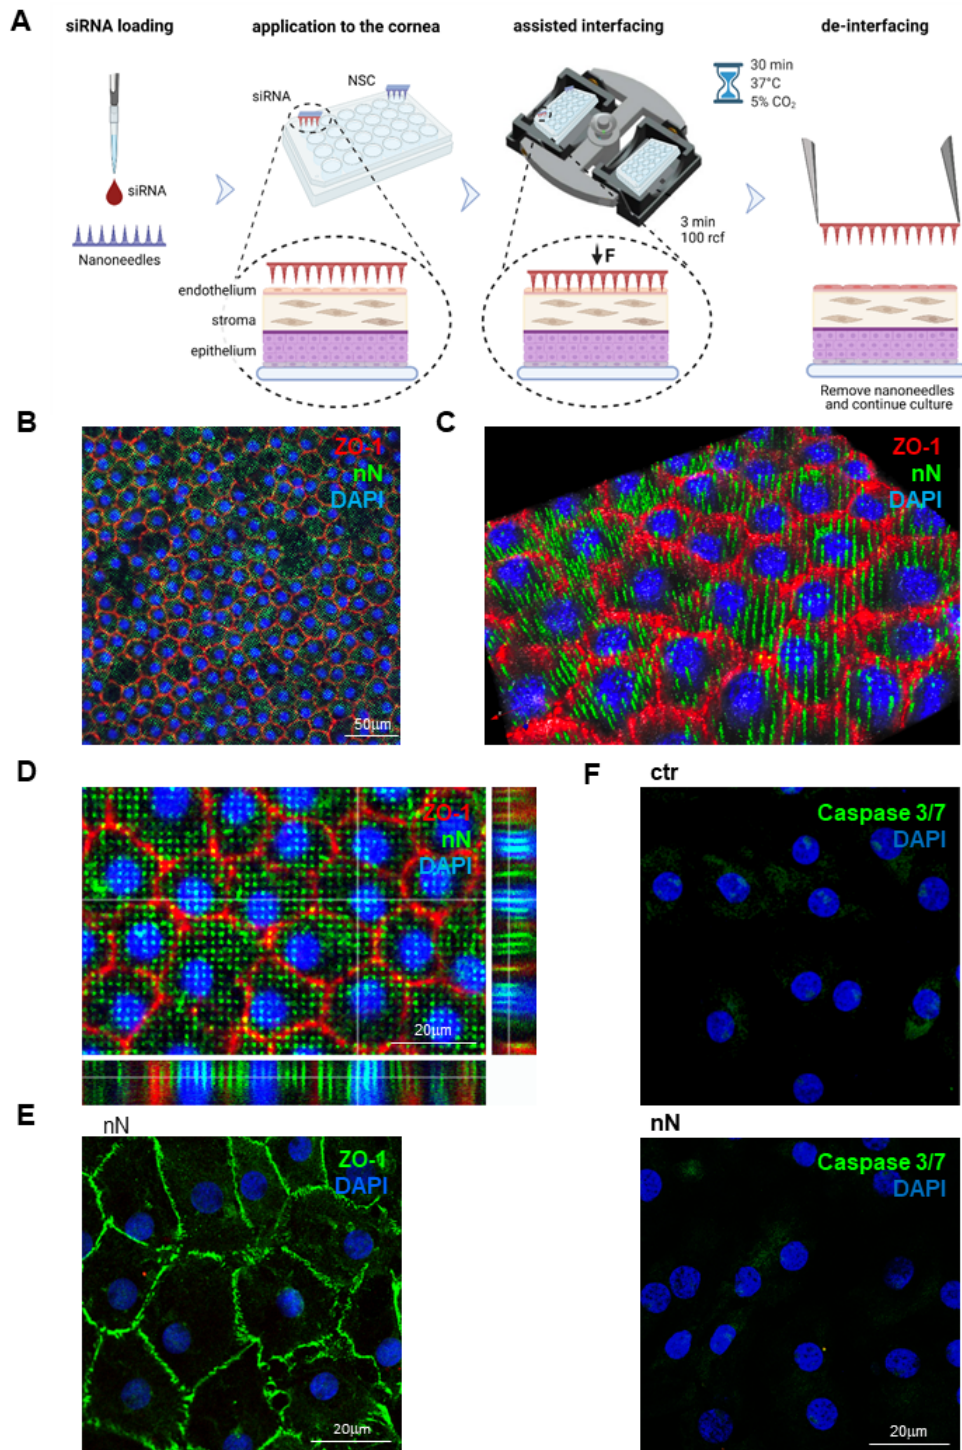 A
siRNA loading
application to the cornea
assisted interfacing
de-interfacing
siRNA
Nanoneedles
siRNA
NSC
30 min
37°C
5% CO₂
3 min
100 rcf
F
endothelium
stroma
epithelium
Remove nanoneedles
and continue culture
B
ZO-1
nN
DAPI
50μm
C
ZO-1
nN
DAPI
D
ZO-1
nN
DAPI
20μm
E
nN
ZO-1
DAPI
20μm
F
ctr
Caspase 3/7
DAPI
nN
Caspase 3/7
DAPI
20μm